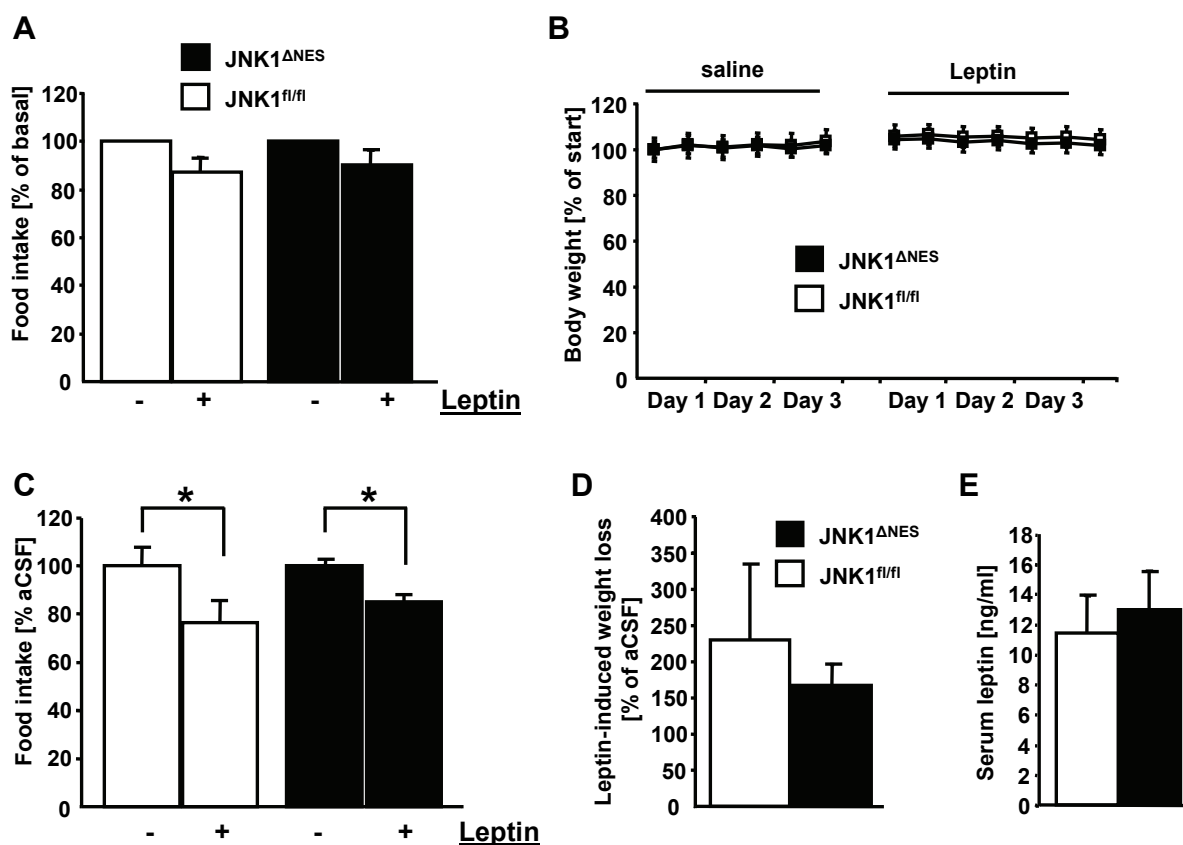 A
JNK1ΔNES
JNK1fl/fl
Food intake [% of basal]
120
100
80
60
40
20
0
- + - + Leptin
B
saline Leptin
Body weight [% of start]
120
100
80
60
40
20
0
JNK1ΔNES
JNK1fl/fl
Day 1 Day 2 Day 3 Day 1 Day 2 Day 3
C
Food intake [% aCSF]
120
100
80
60
40
20
0
* *
- + - + Leptin
D
Leptin-induced weight loss
[% of aCSF]
400
350
300
250
200
150
100
50
0
JNK1ΔNES
JNK1fl/fl
E
Serum leptin [ng/ml]
18
16
14
12
10
8
6
4
2
0